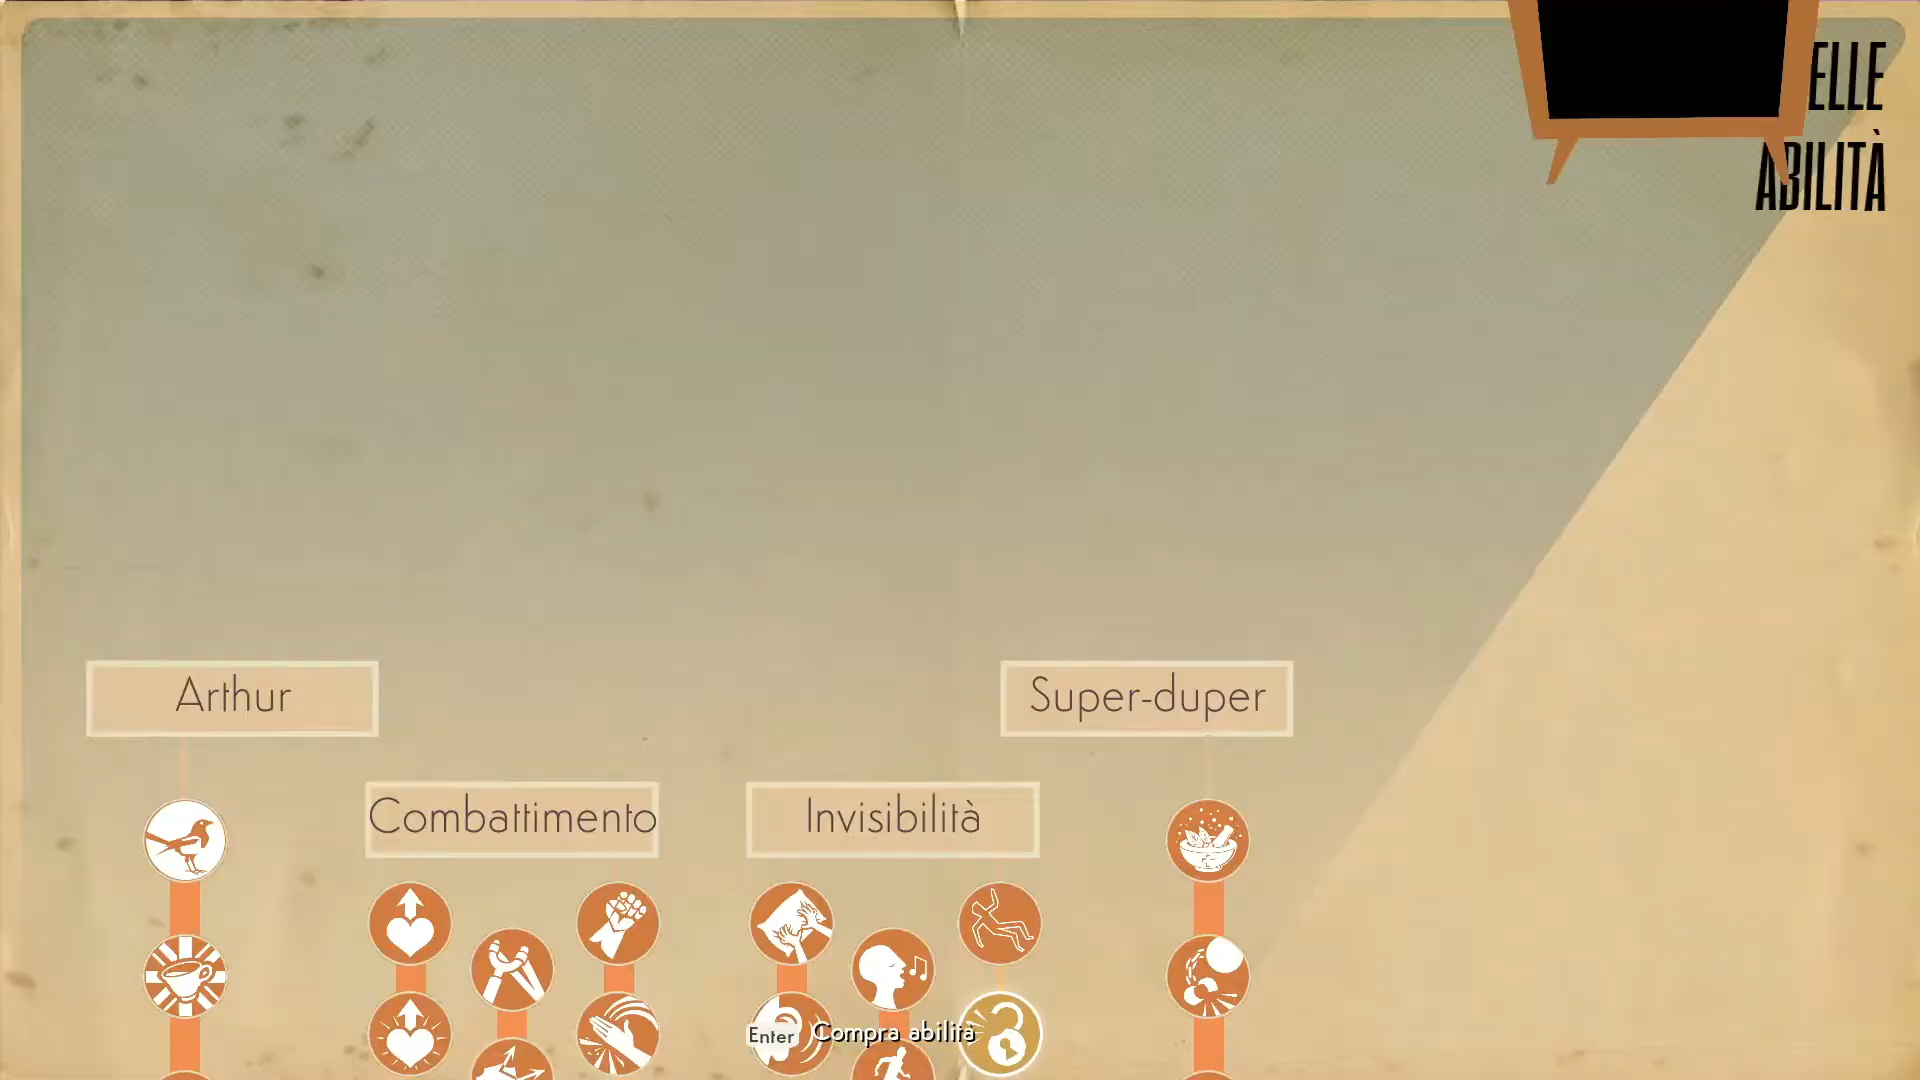 ELLE
ABILITÀ
Arthur
Super-duper
Combattimento
Invisibilità
Enter Compra abilità